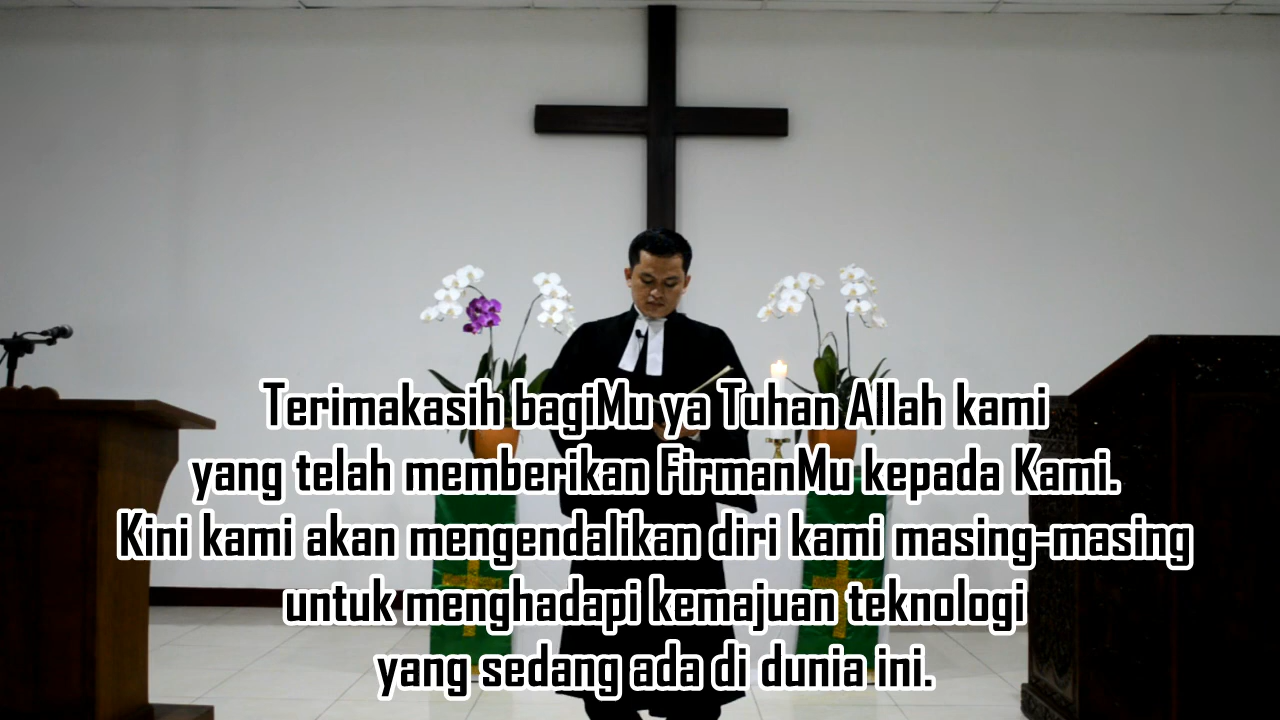 Terimakasih bagiMu ya Tuhan Allah kami
yang telah memberikan FirmanMu kepada Kami.
Kini kami akan mengendalikan diri kami masing-masing
untuk menghadapi kemajuan teknologi
yang sedang ada di dunia ini.